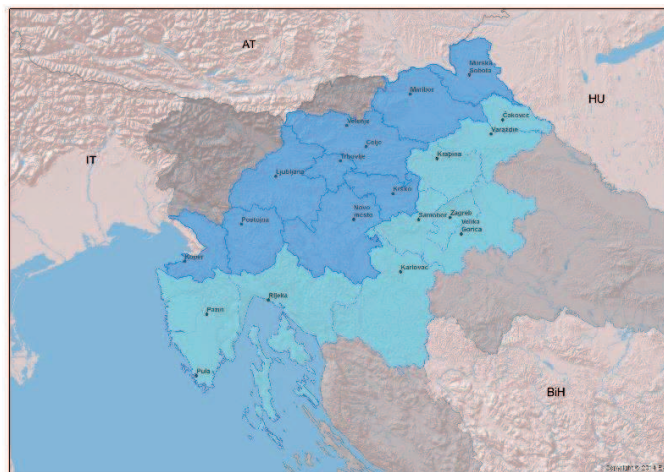 AT
Murska
Sobota
Maribor
HU
Čakovec
Velenje
Varaždin
Celje
IT
Trbovlje
Krapina
Ljubljana
Krško
Novo
mesto
Samobor
Zagreb
Postojna
Velika
Gorica
Koper
Karlovac
Rijeka
Pazin
Pula
BiH